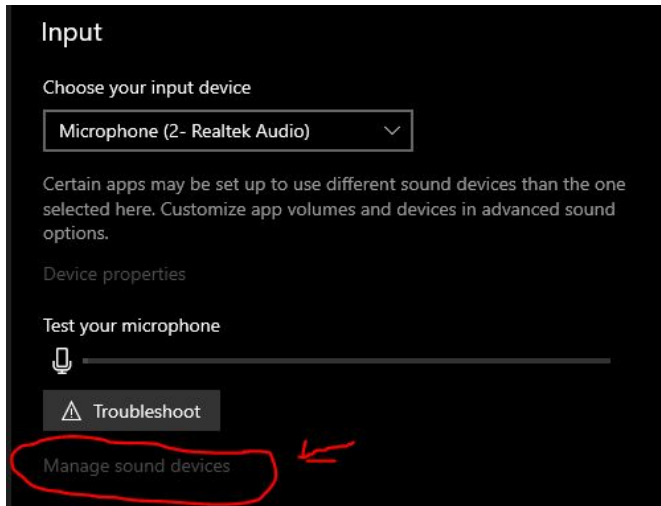 Input
Choose your input device
Microphone (2- Realtek Audio)
Certain apps may be set up to use different sound devices than the one
selected here. Customize app volumes and devices in advanced sound
options.
Device properties
Test your microphone
Troubleshoot
Manage sound devices